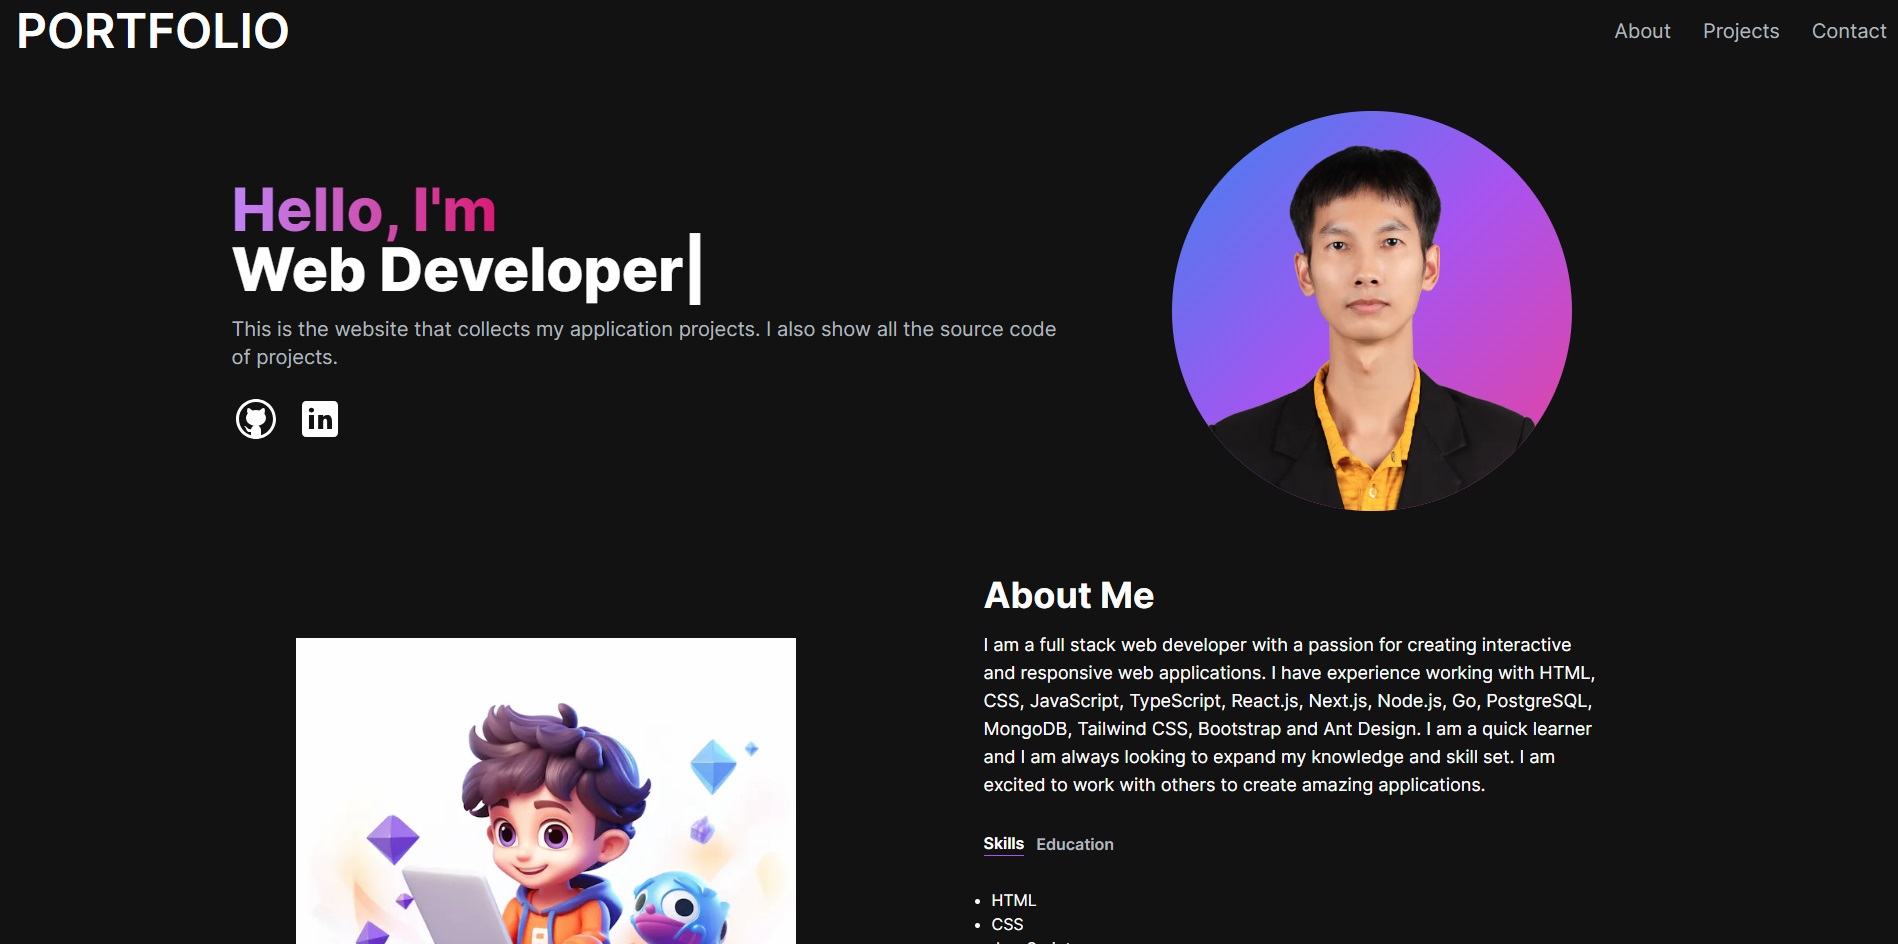 PORTFOLIO
About Projects Contact
Hello, I'm
Web Developer|
This is the website that collects my application projects. I also show all the source code
of projects.
in
About Me
I am a full stack web developer with a passion for creating interactive
and responsive web applications. I have experience working with HTML,
CSS, JavaScript, TypeScript, React.js, Next.js, Node.js, Go, PostgreSQL,
MongoDB, Tailwind CSS, Bootstrap and Ant Design. I am a quick learner
and I am always looking to expand my knowledge and skill set. I am
excited to work with others to create amazing applications.
Skills Education
• HTML
• CSS